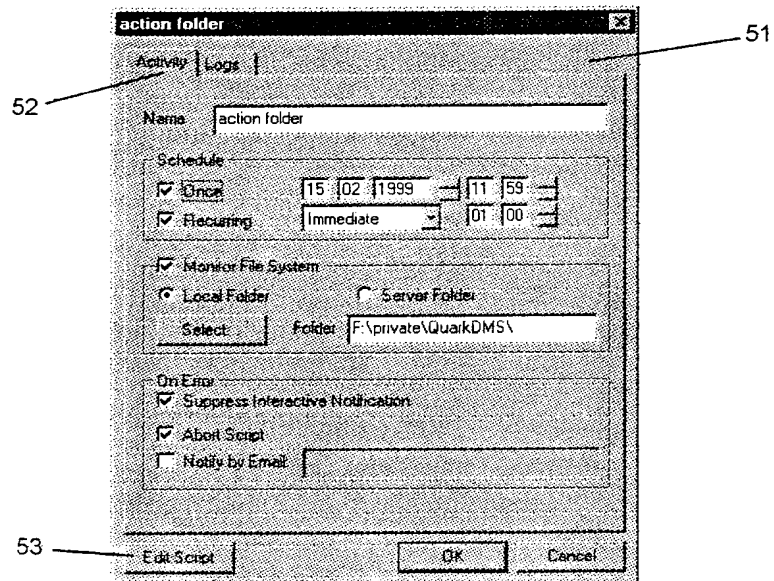 action folder
51
Activity Logs
52
Name action folder
Schedule
Once 15 02 1999 11 59
Recurring Immediate 01 00
Monitor File System
Local Folder Server Folder
Select Folder F:\private\QuarkDMS\
On Error
Suppress Interactive Notification
Abort Script
Notify by Email
53
Edit Script OK Cancel